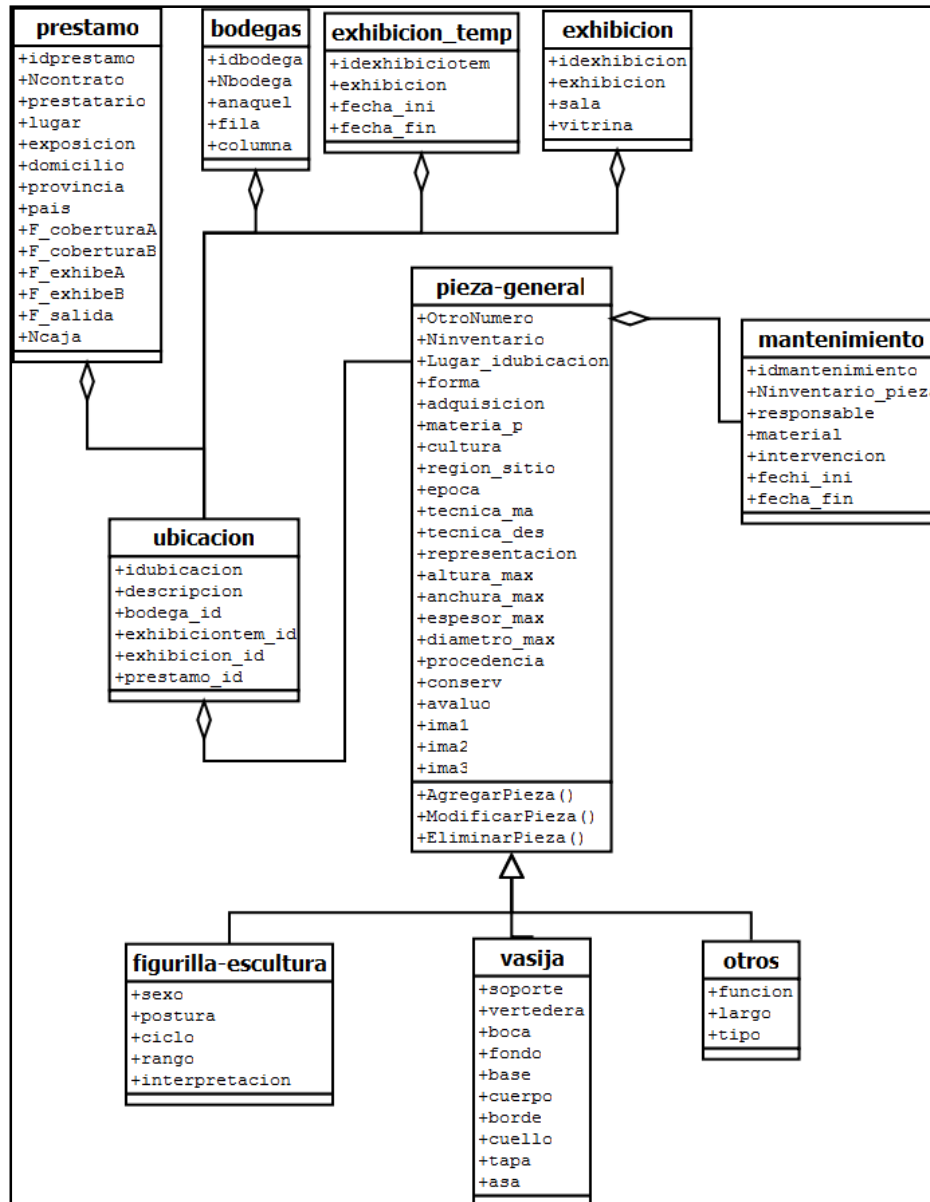 prestamo
+idprestamo
+Ncontrato
+prestatario
+lugar
+exposicion
+domicilio
+provincia
+pais
+F_coberturaA
+F_coberturaB
+F_exhibeA
+F_exhibeB
+F_salida
+Ncaja
bodegas
+idbodega
+Nbodega
+anaquel
+fila
+columna
exhibicion_temp
+idexhibiciotem
+exhibicion
+fecha_ini
+fecha_fin
exhibicion
+idexhibicion
+exhibicion
+sala
+vitrina
pieza-general
+OtroNumero
+Ninventario
+Lugar_idubicacion
+forma
+adquisicion
+materia_p
+cultura
+region_sitio
+epoca
+tecnica_ma
+tecnica_des
+representacion
+altura_max
+anchura_max
+espesor_max
+diametro_max
+procedencia
+conserv
+avaluo
+ima1
+ima2
+ima3
+AgregarPieza()
+ModificarPieza()
+EliminarPieza()
mantenimiento
+idmantenimiento
+Ninventario_pieza
+responsable
+material
+intervencion
+fechi_ini
+fecha_fin
ubicacion
+idubicacion
+descripcion
+bodega_id
+exhibiciontem_id
+exhibicion_id
+prestamo_id
figurilla-escultura
+sexo
+postura
+ciclo
+rango
+interpretacion
vasija
+soporte
+vertedera
+boca
+fondo
+base
+cuerpo
+borde
+cuello
+tapa
+asa
otros
+funcion
+largo
+tipo